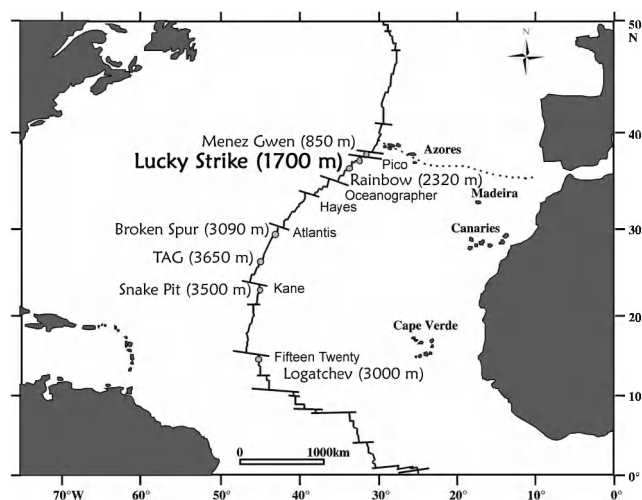 50
N
Menez Gwen (850 m)
Azores
40
Lucky Strike (1700 m)
Pico
Rainbow (2320 m)
Oceanographer
Madeira
Hayes
Broken Spur (3090 m)
Atlantis
Canaries
30
TAG (3650 m)
Snake Pit (3500 m)
Kane
20
Cape Verde
Fifteen Twenty
Logatchev (3000 m)
10
0
1000km
0°
70°W
60°
50°
40°
30°
20°
10°
0°